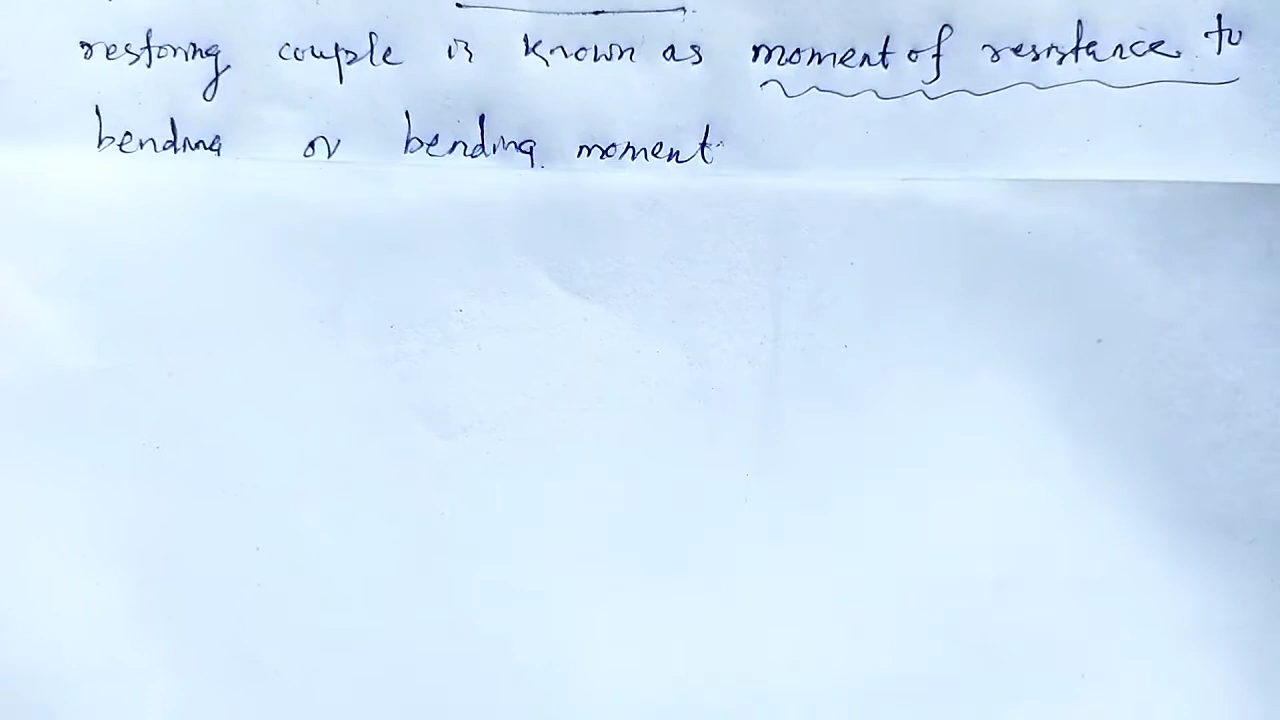 restoring couple is known as moment of resistance to
bending or bending moment.